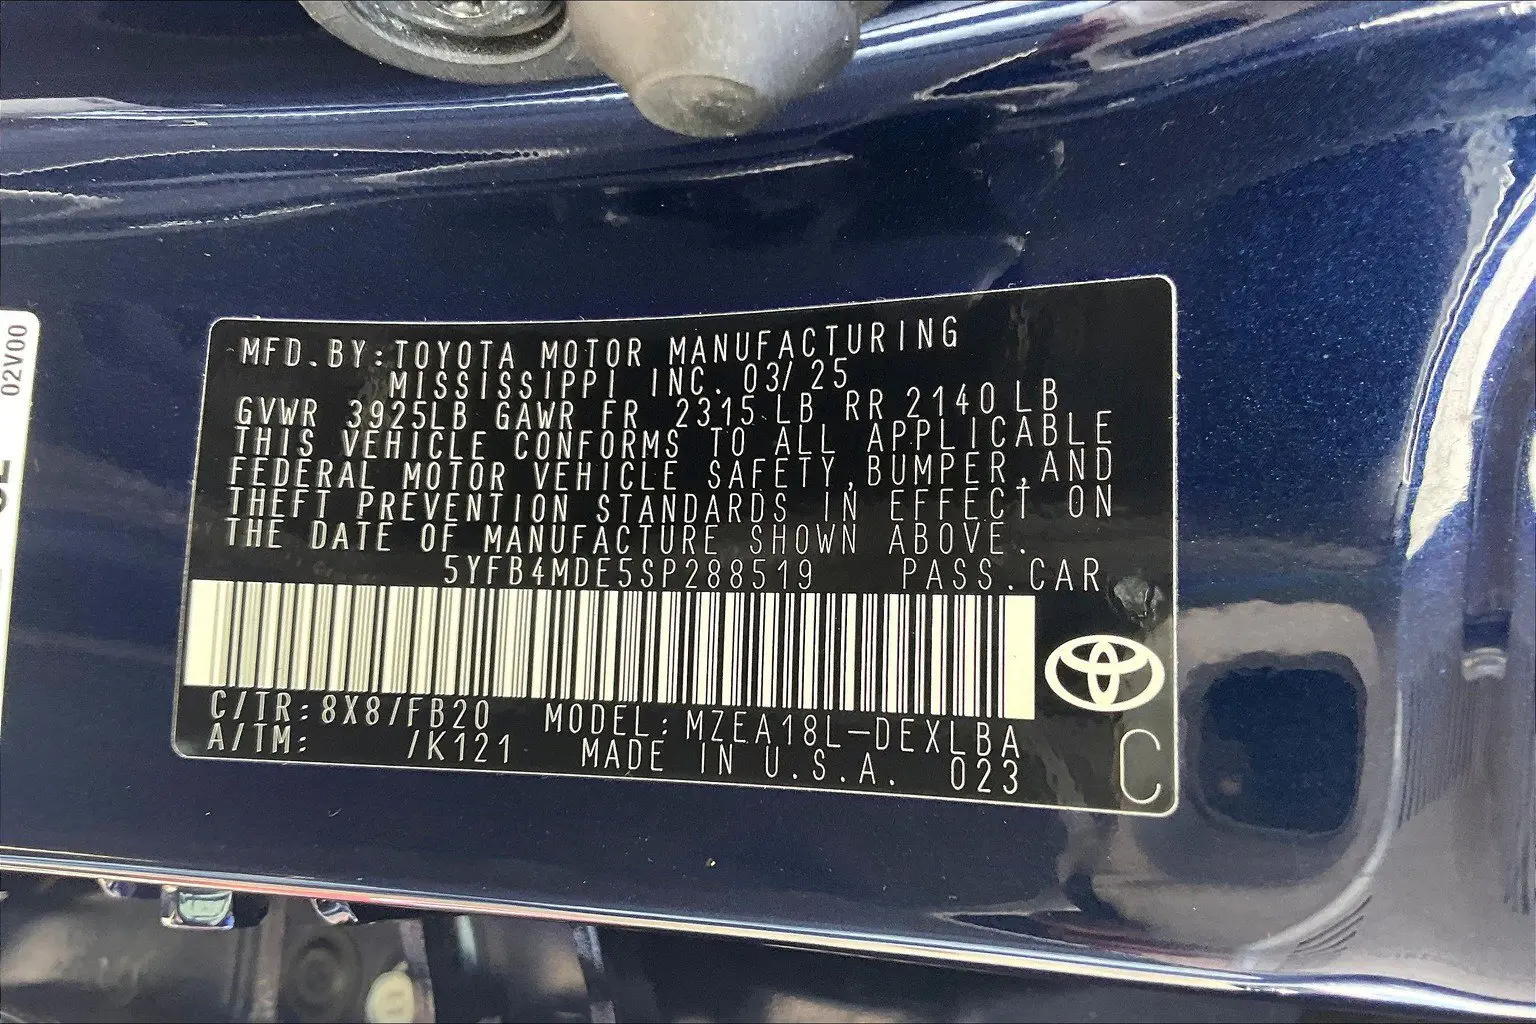 02V00
MFD.BY:TOYOTA MOTOR MANUFACTURING
MISSISSIPPI INC. 03/25
GVWR 3925LB GAWR FR 2315 LB RR 2140 LB
THIS VEHICLE CONFORMS TO ALL APPLICABLE
FEDERAL MOTOR VEHICLE SAFETY,BUMPER,AND
THEFT PREVENTION STANDARDS IN EFFECT ON
THE DATE OF MANUFACTURE SHOWN ABOVE.
5YFB4MDE5SP288519 PASS.CAR
C/TR:8X8/FB20 MODEL:MZEA18L-DEXLBA
A/TM: /K121 MADE IN U.S.A. 023
C